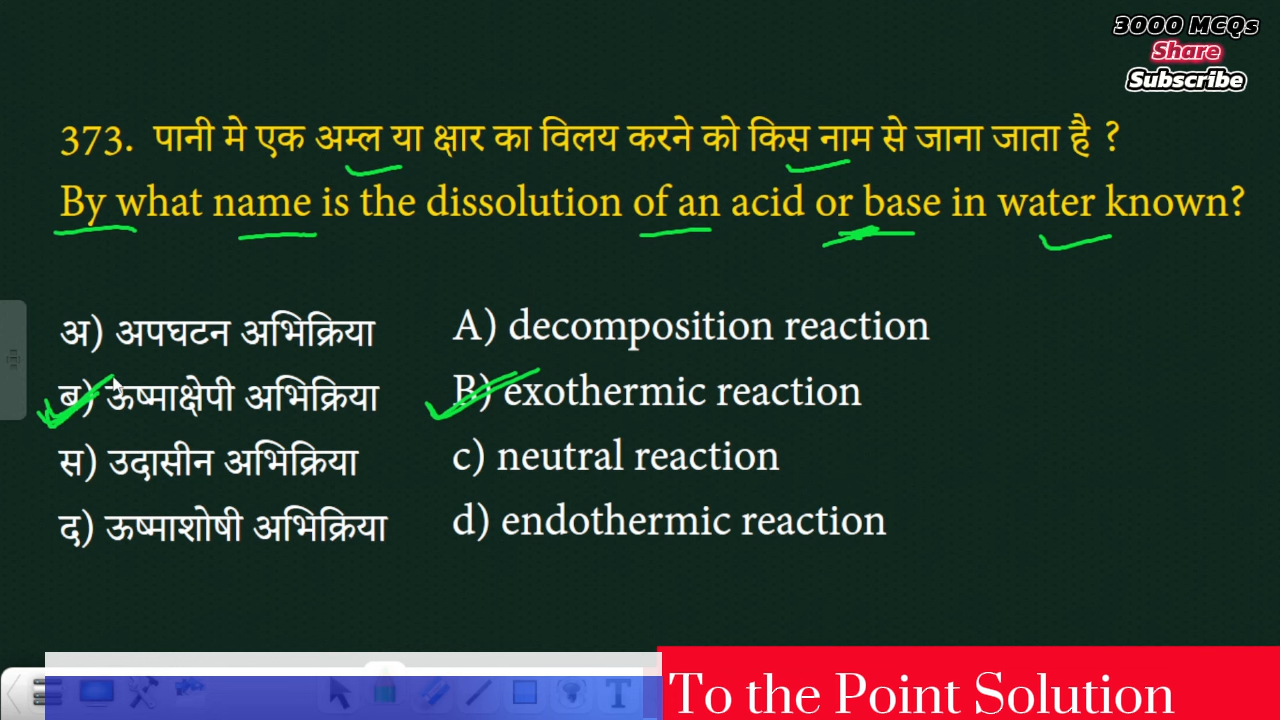 3000 MCQs
Share
Subscribe
373. पानी मे एक अम्ल या क्षार का विलय करने को किस नाम से जाना जाता है ?
By what name is the dissolution of an acid or base in water known?
अ) अपघटन अभिक्रिया
A) decomposition reaction
ब) ऊष्माक्षेपी अभिक्रिया
B) exothermic reaction
स) उदासीन अभिक्रिया
c) neutral reaction
द) ऊष्माशोषी अभिक्रिया
d) endothermic reaction
To the Point Solution